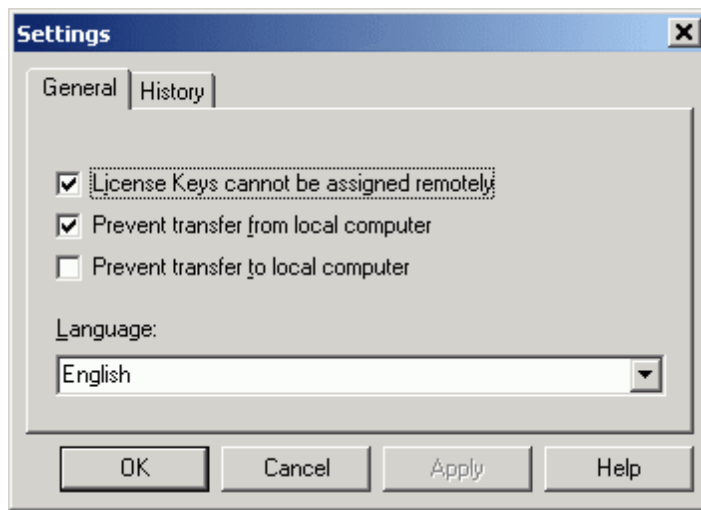 Settings
General History
License Keys cannot be assigned remotely
Prevent transfer from local computer
Prevent transfer to local computer
Language:
English
OK Cancel Apply Help